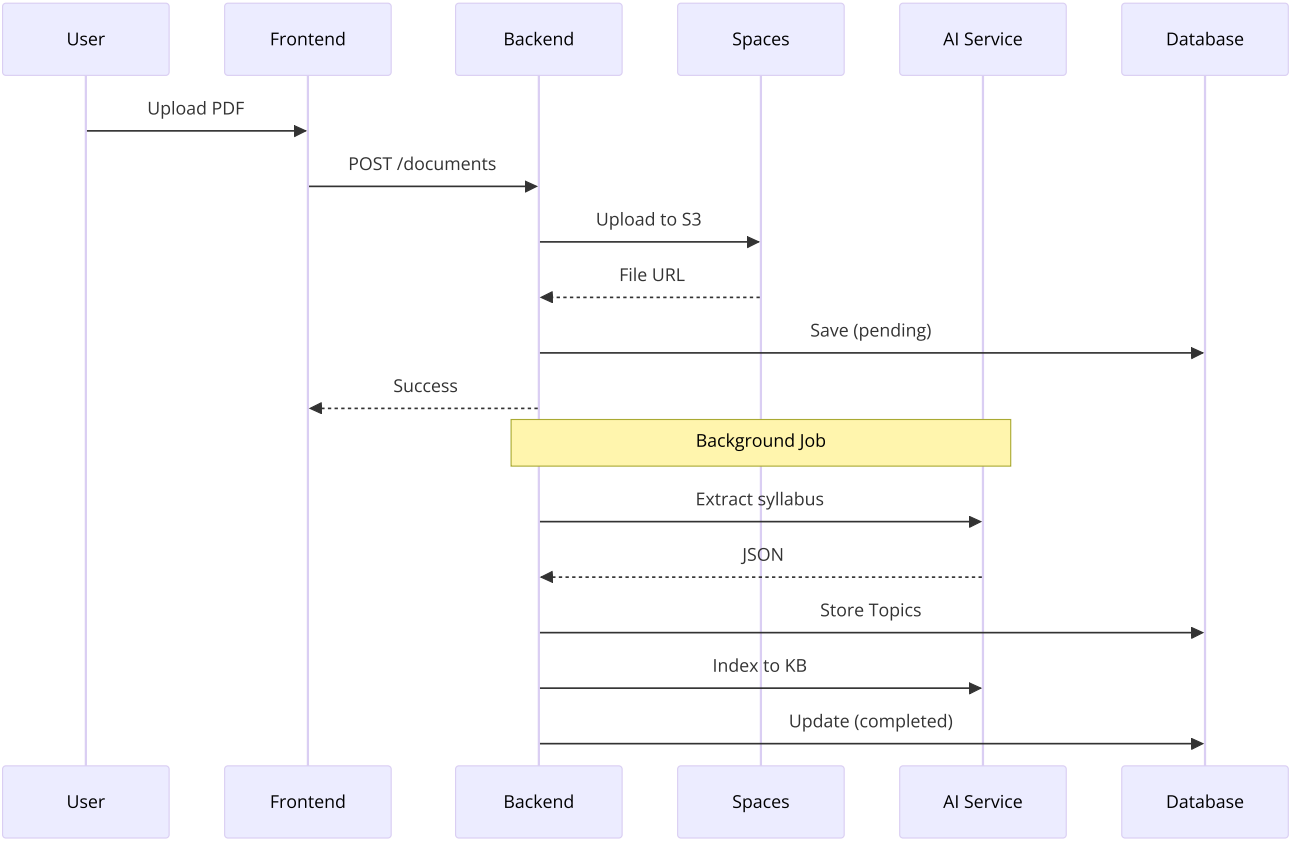 User
Frontend
Backend
Spaces
AI Service
Database
Upload PDF
POST /documents
Upload to S3
File URL
Save (pending)
Success
Background Job
Extract syllabus
JSON
Store Topics
Index to KB
Update (completed)
User
Frontend
Backend
Spaces
AI Service
Database